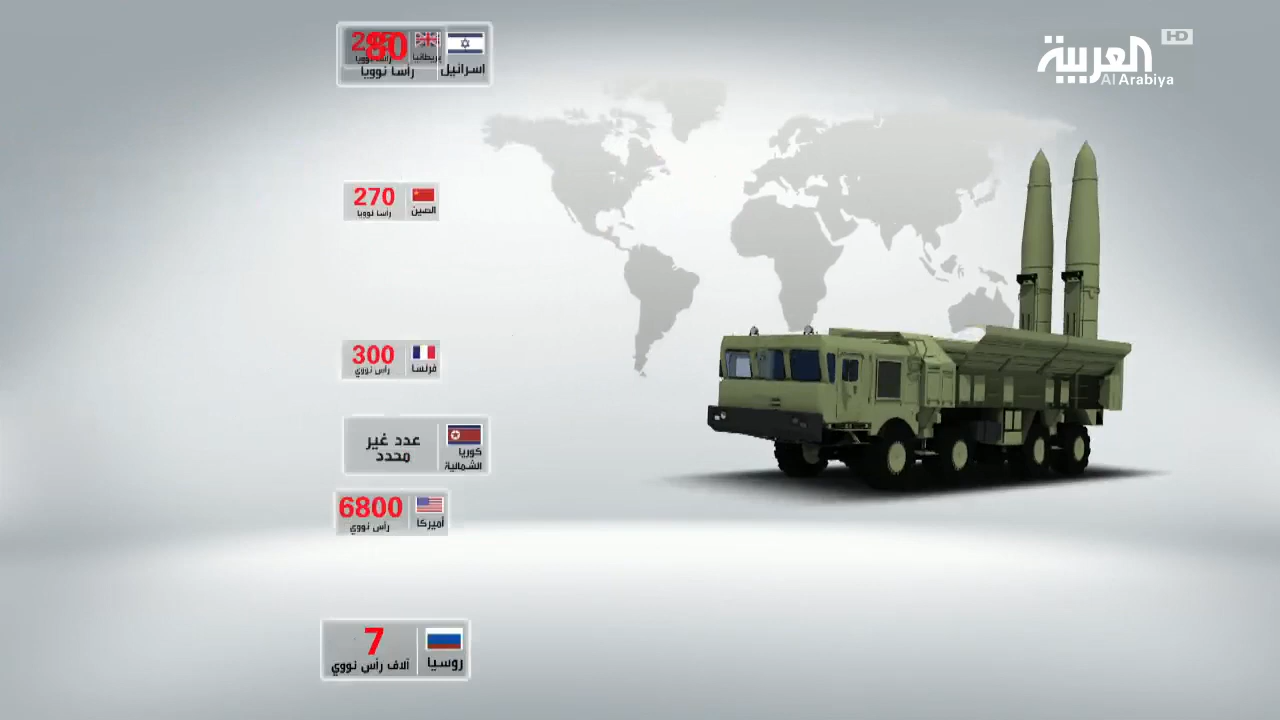 80
رأسا نوويا
اسرائيل
بريطانيا
HD
العربية
Al Arabiya
270
رأسا نوويا
الصين
300
رأس نووي
فرنسا
عدد غير
محدد
كوريا
الشمالية
6800
رأس نووي
أميركا
7
آلاف رأس نووي
روسيا